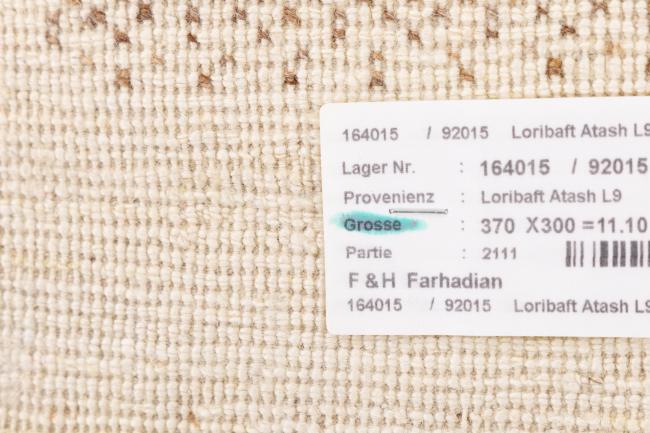 164015 / 92015 Loribaft Atash L9
Lager Nr. : 164015 / 92015
Provenienz : Loribaft Atash L9
Grosse : 370 X300 =11.10
Partie : 2111
F & H Farhadian
164015 / 92015 Loribaft Atash L9